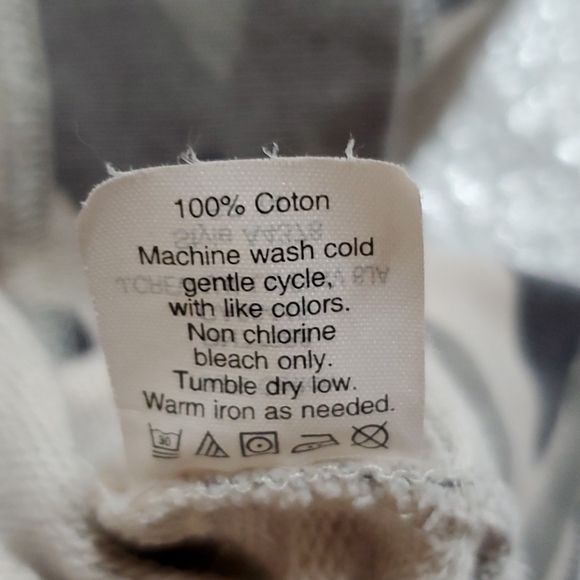 100% Coton
Machine wash cold
gentle cycle,
with like colors.
Non chlorine
bleach only.
Tumble dry low.
Warm iron as needed.
30